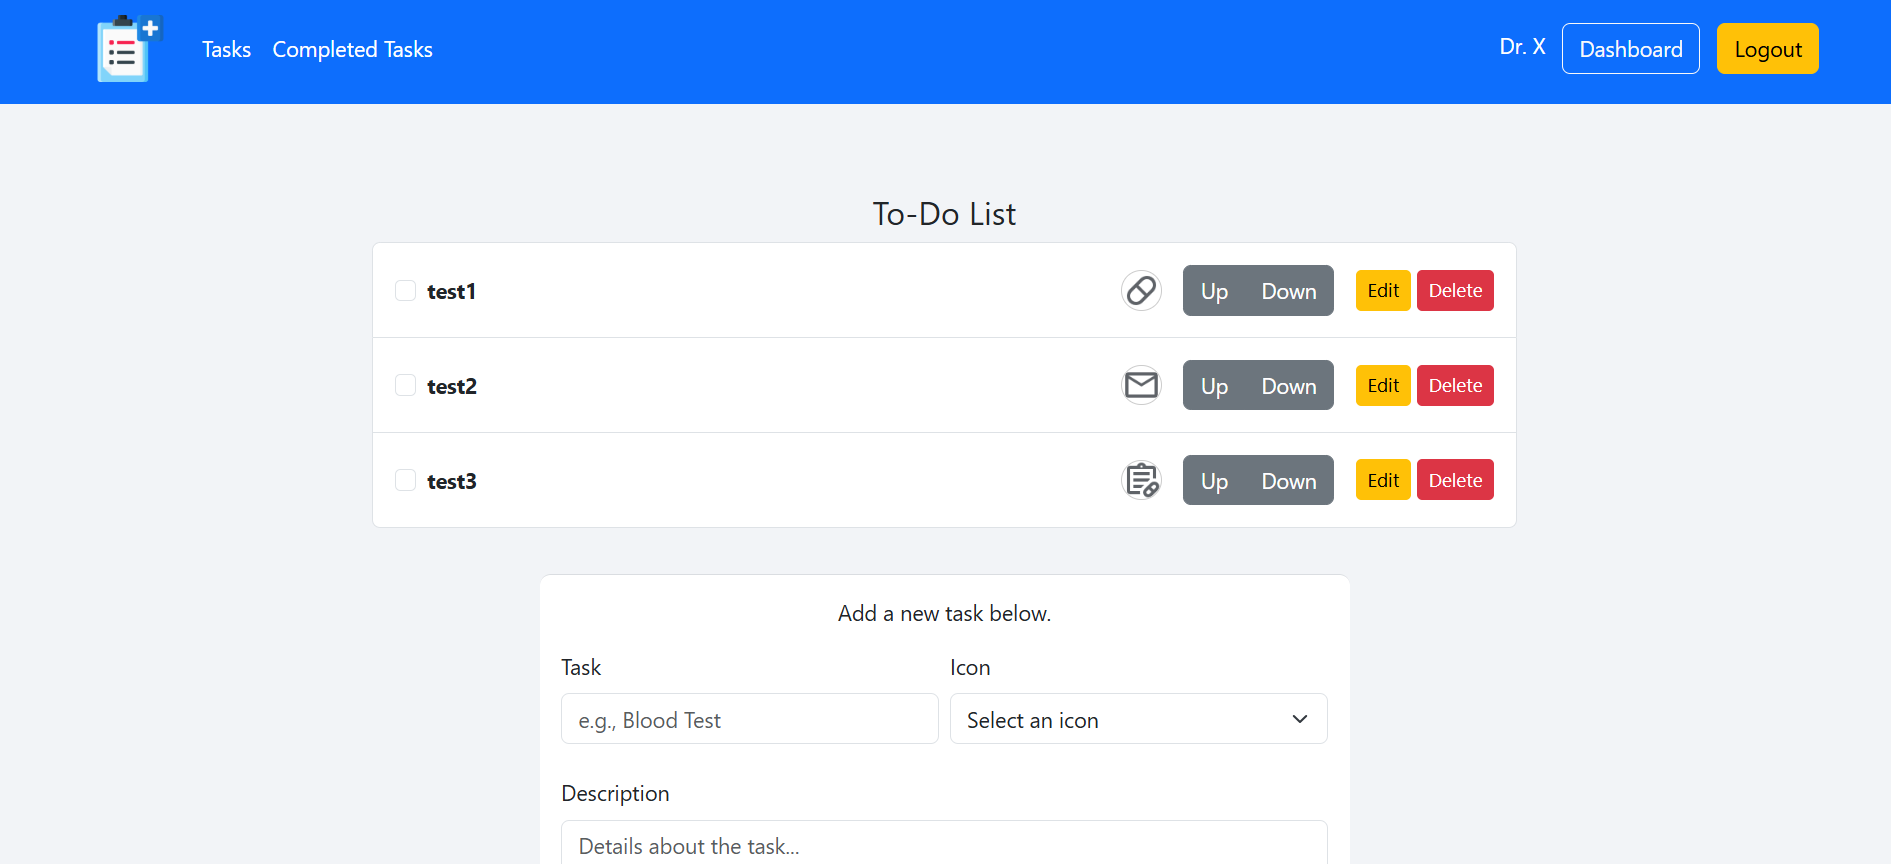 Tasks Completed Tasks Dr. X Dashboard Logout
To-Do List
test1 Up Down Edit Delete
test2 Up Down Edit Delete
test3 Up Down Edit Delete
Add a new task below.
Task Icon
e.g., Blood Test Select an icon
Description
Details about the task...